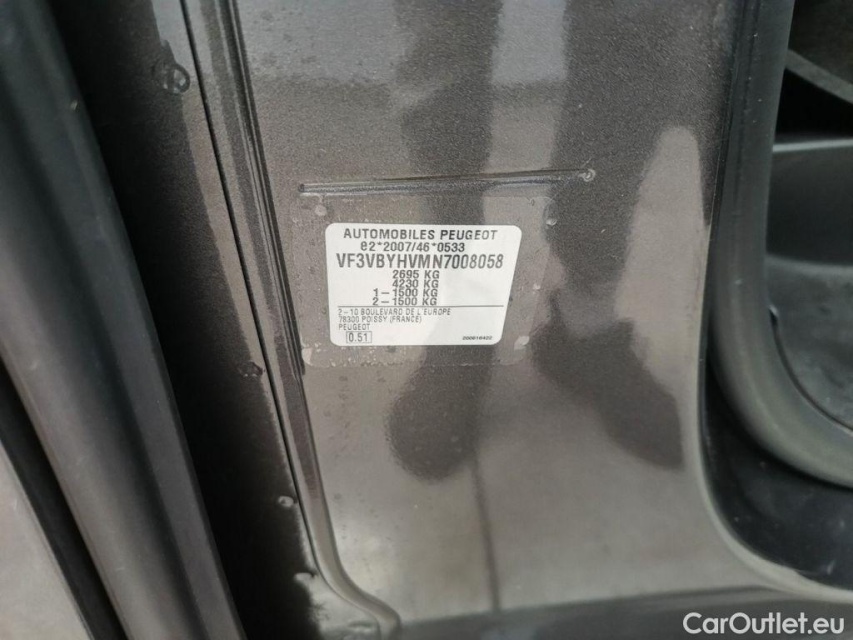 AUTOMOBILES PEUGEOT
e2*2007/46*0533
VF3VBYHVMN7008058
2695 KG
4230 KG
1-1500 KG
2-1500 KG
2-10 BOULEVARD DE L'EUROPE
78300 POISSY (FRANCE)
PEUGEOT
0.51
CarOutlet.eu